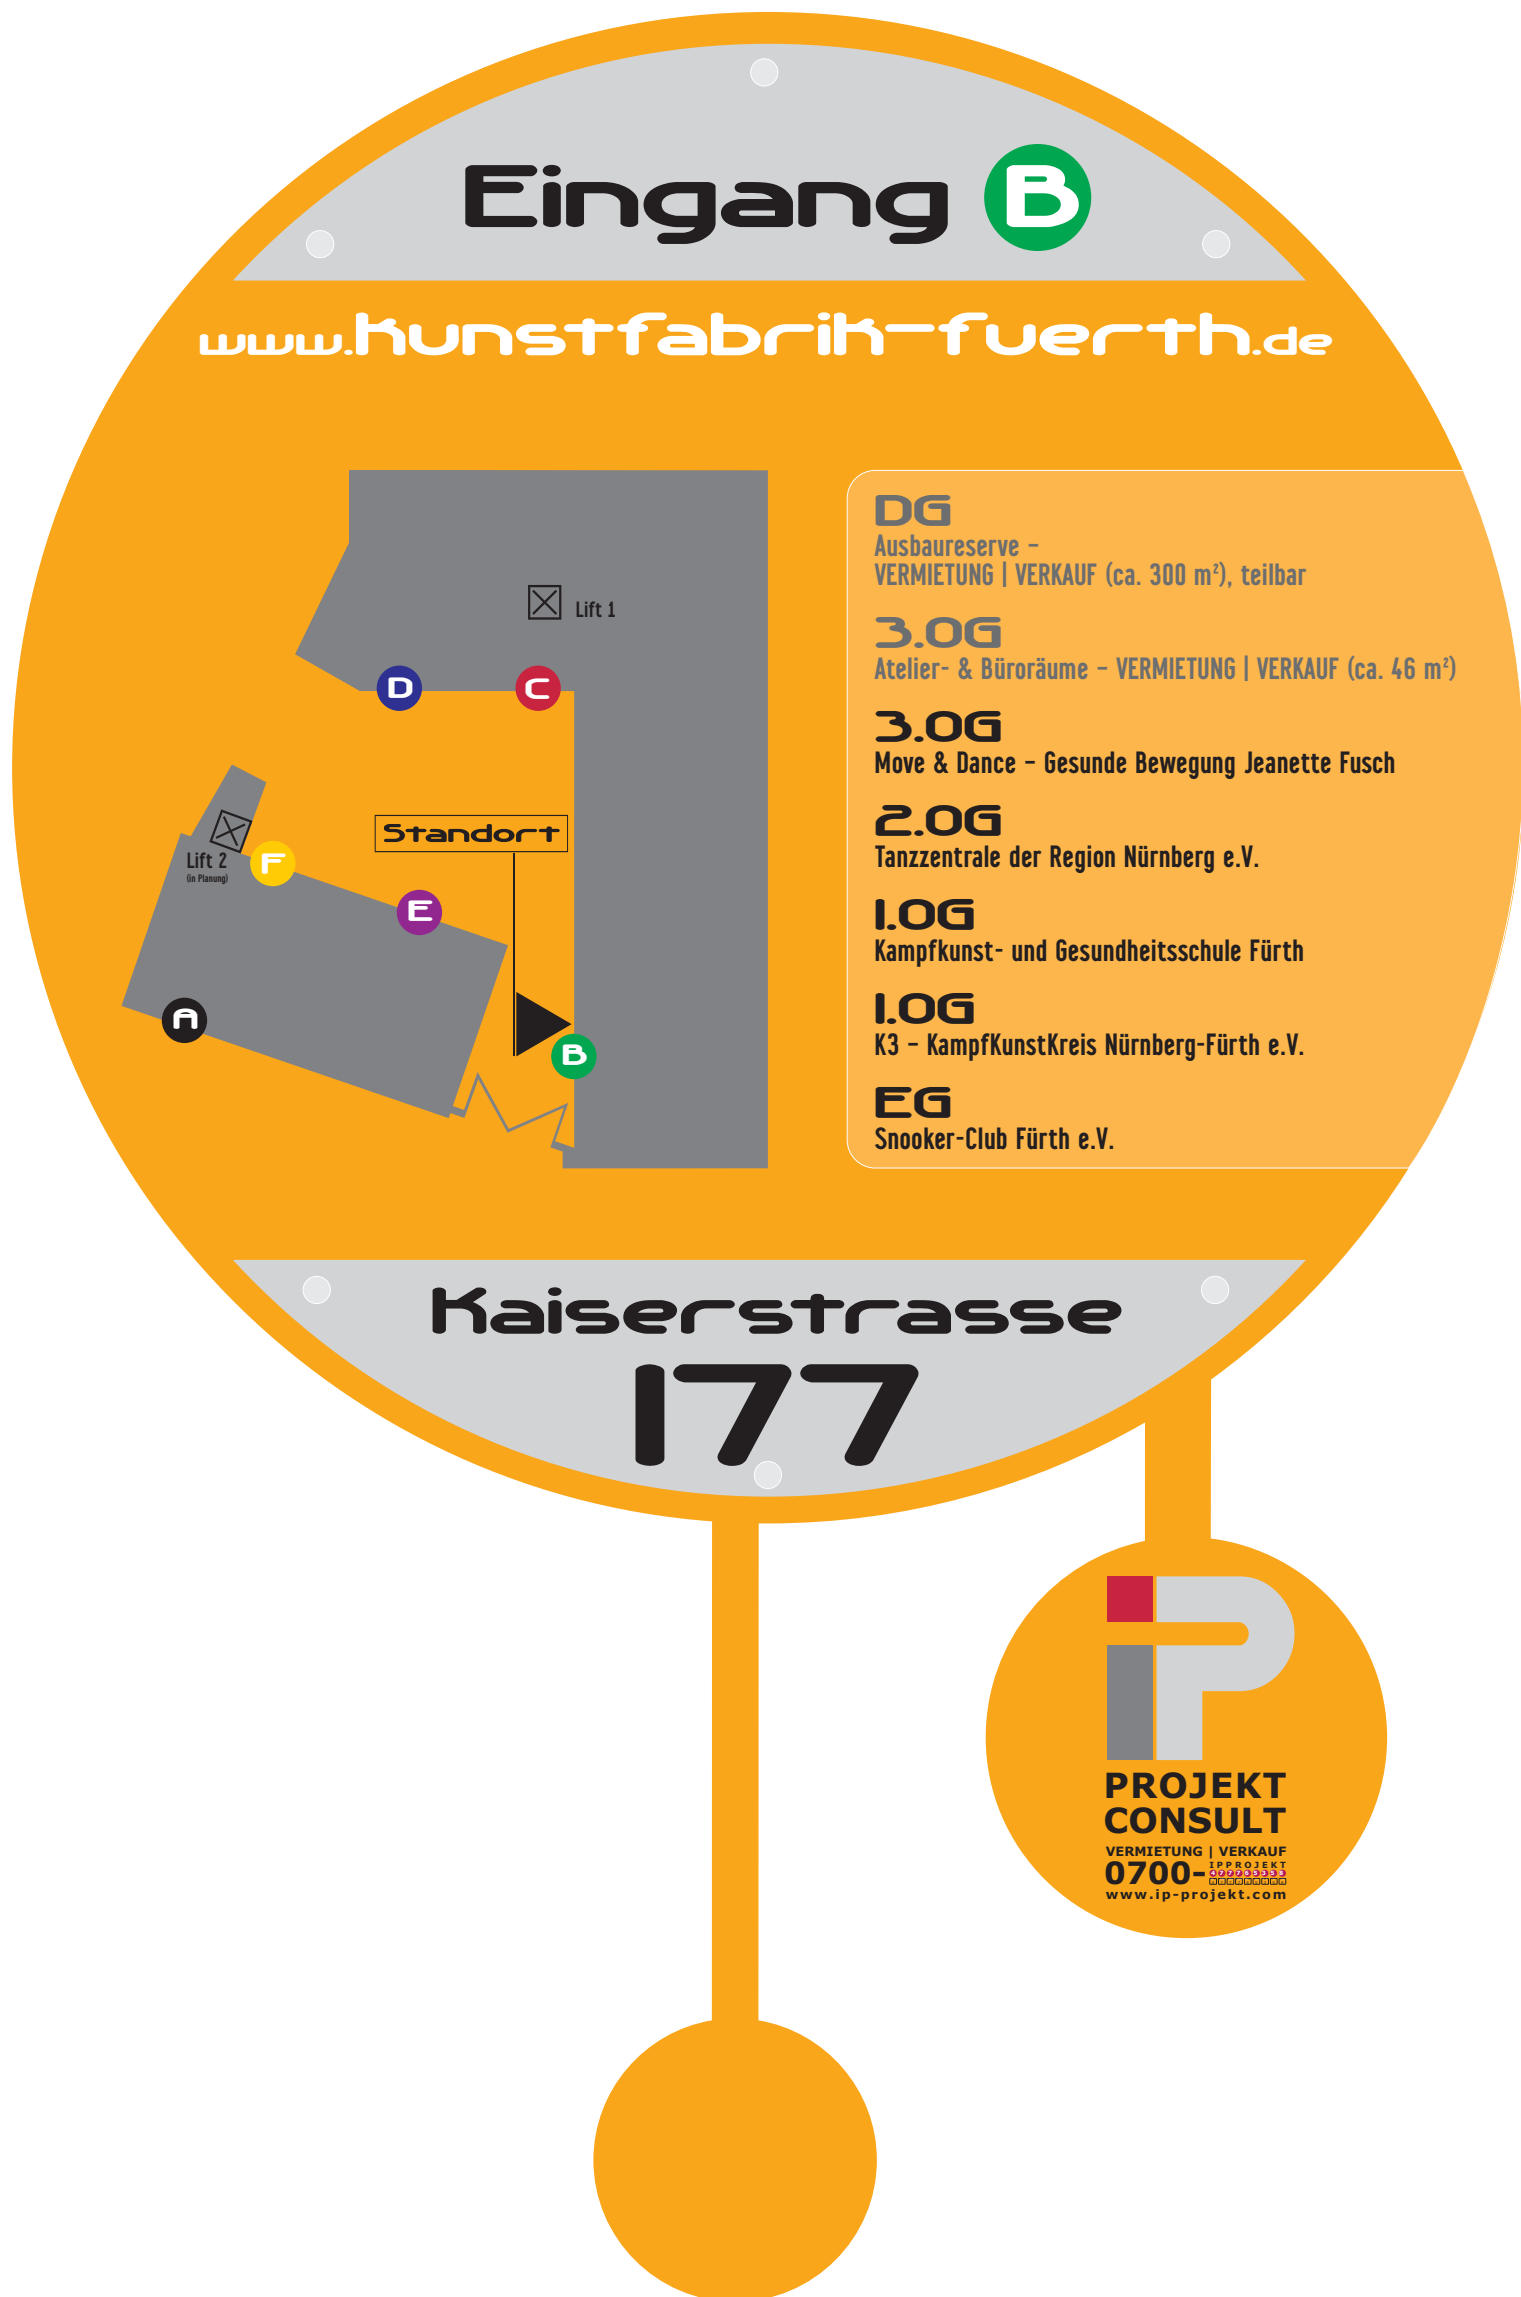 Eingang B
www.kunstfabrik-fuerth.de
DG
Ausbaureserve –
VERMIETUNG | VERKAUF (ca. 300 m²), teilbar
3.OG
Atelier- & Büroräume – VERMIETUNG | VERKAUF (ca. 46 m²)
3.OG
Move & Dance – Gesunde Bewegung Jeanette Fusch
2.OG
Tanzzentrale der Region Nürnberg e.V.
1.OG
Kampfkunst- und Gesundheitsschule Fürth
1.OG
K3 – KampfKunstKreis Nürnberg-Fürth e.V.
EG
Snooker-Club Fürth e.V.
Lift 1
D
C
Standort
Lift 2
(in Planung)
F
E
A
B
Kaiserstrasse
177
iP
PROJEKT
CONSULT
VERMIETUNG | VERKAUF
0700-
IPPROJEKT
477765358
www.ip-projekt.com